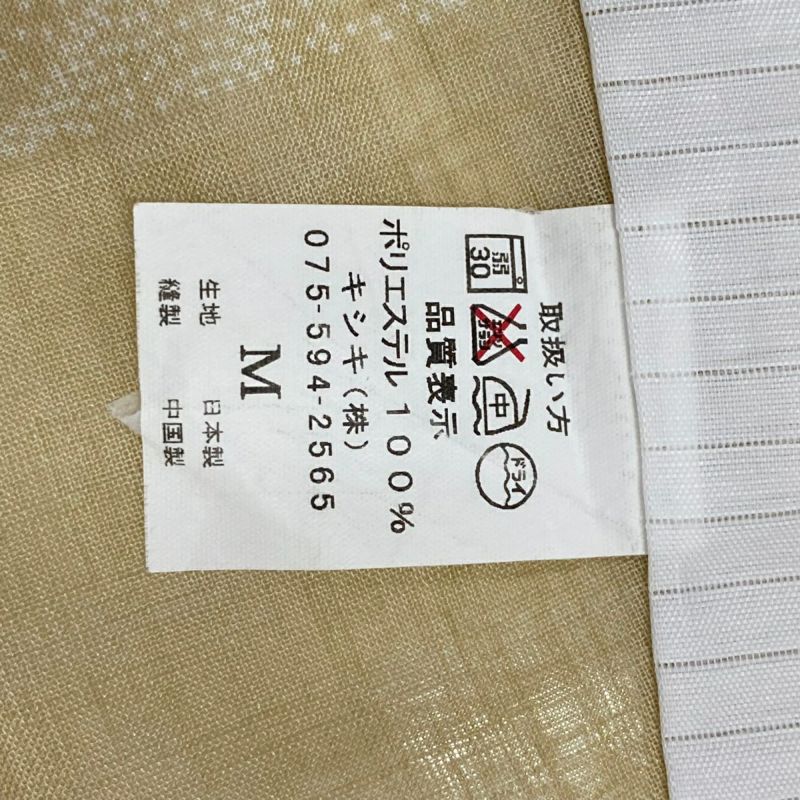 取扱い方
弱
30
中
ドライ
品質表示
ポリエステル100%
キシキ(株)
075-594-2565
M
生地 日本製
縫製 中国製